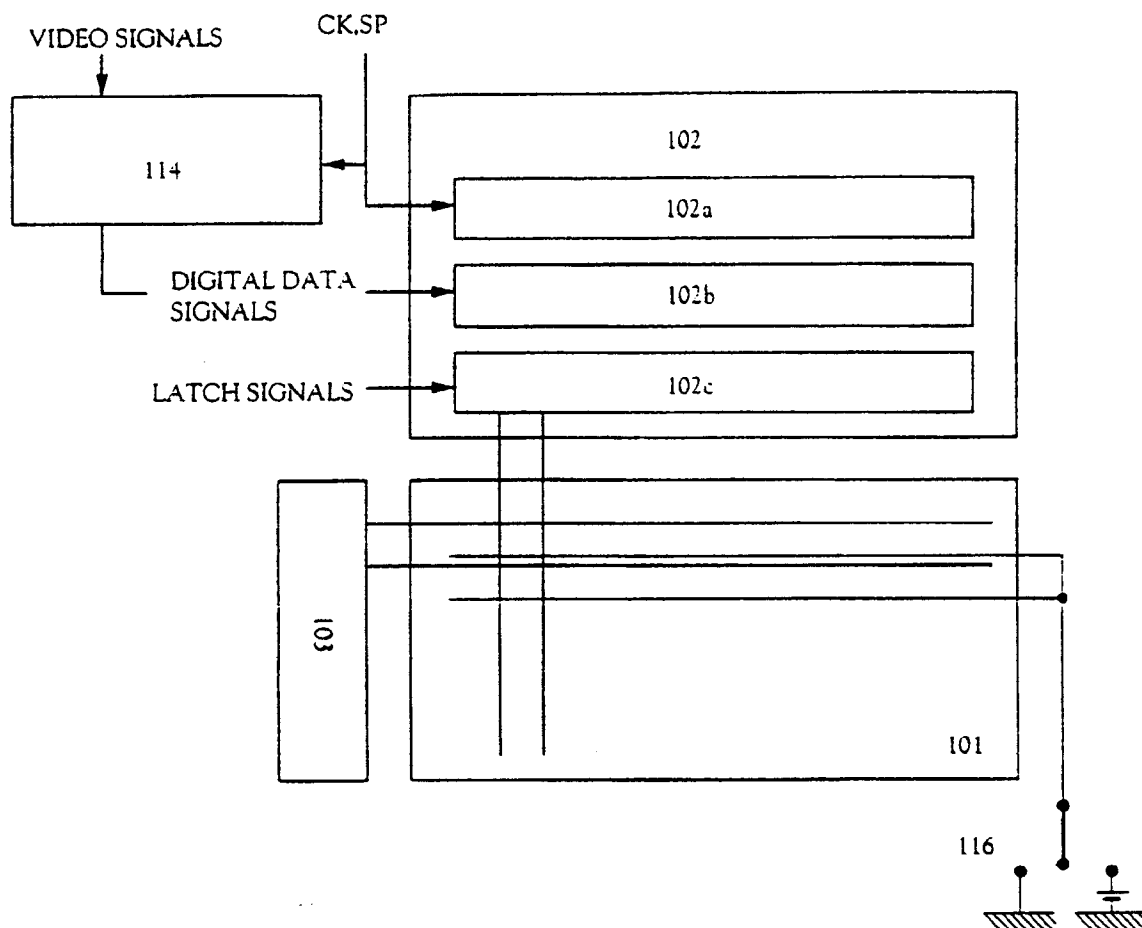 VIDEO SIGNALS
CK,SP
102
114
102a
DIGITAL DATA
SIGNALS
102b
LATCH SIGNALS
102c
103
101
116